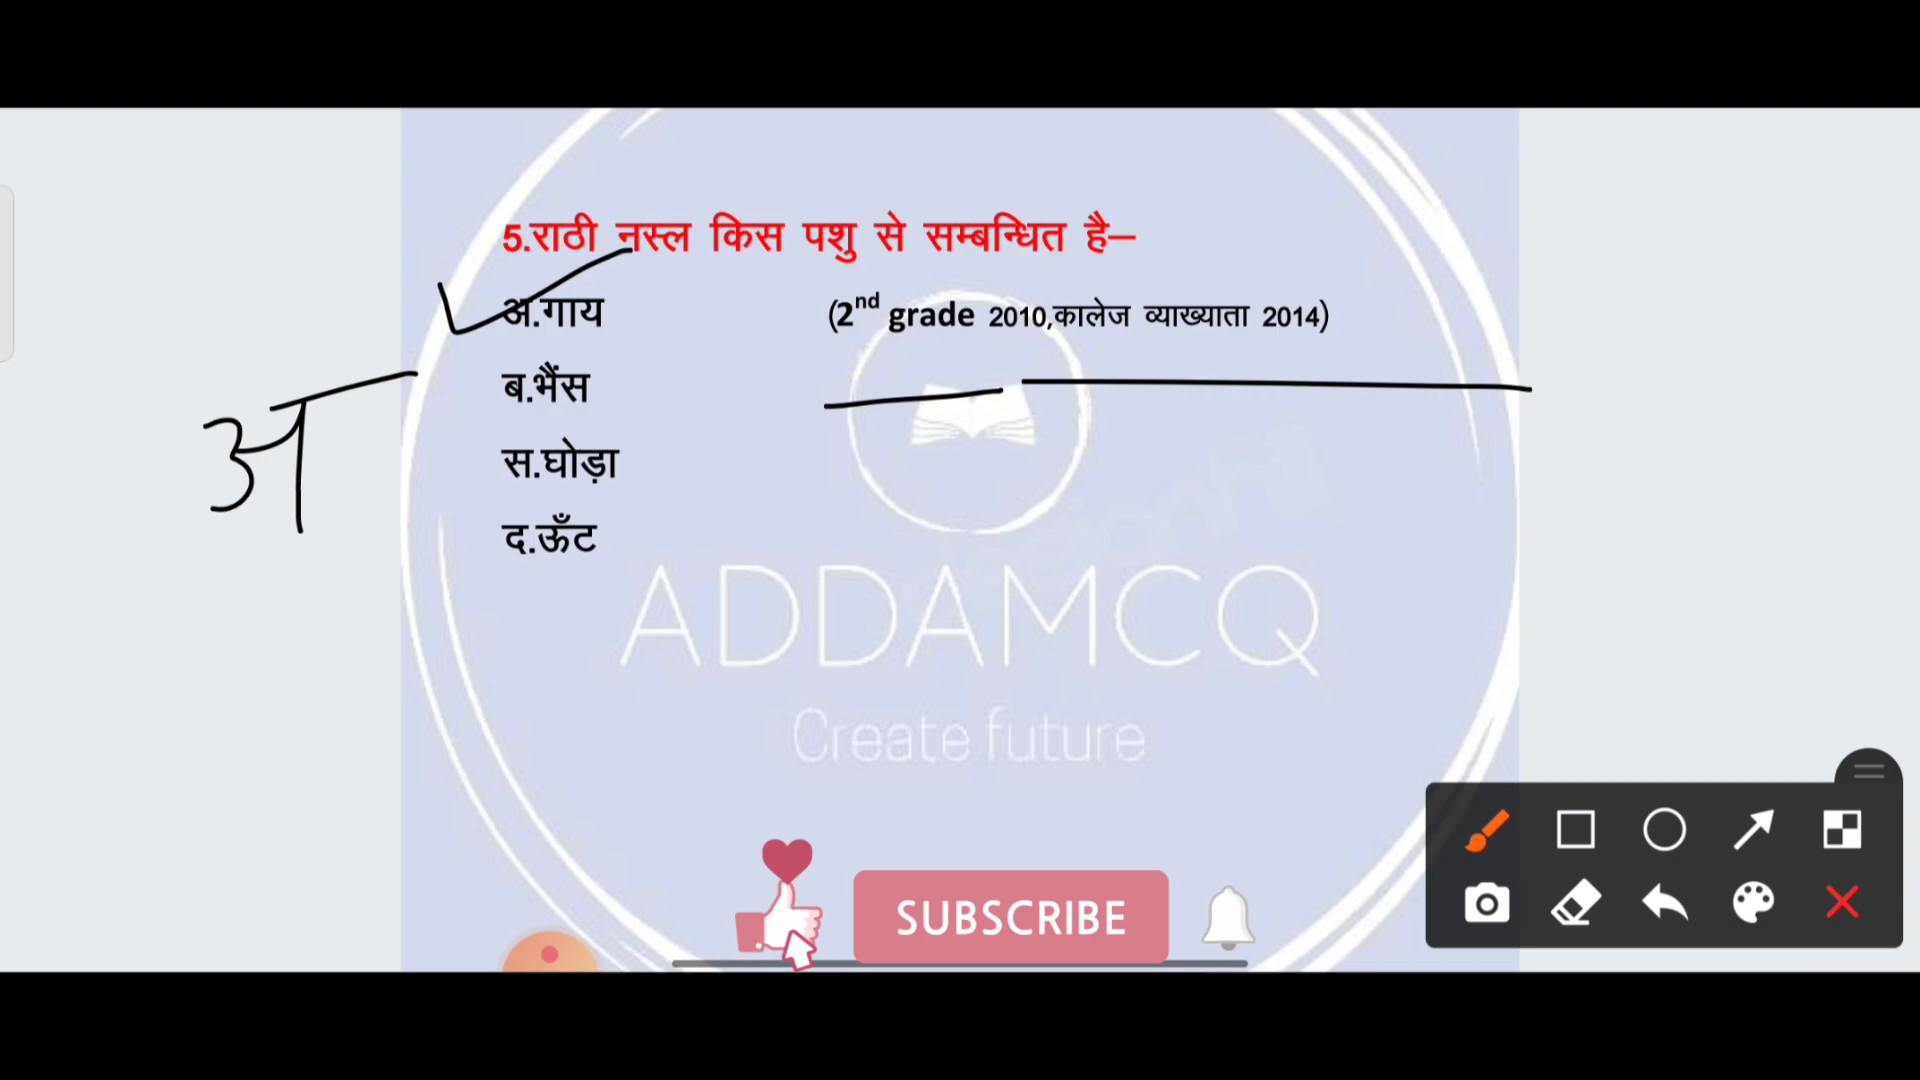 5.राठी नस्ल किस पशु से सम्बन्धित है–
अ.गाय (2nd grade 2010,कालेज व्याख्याता 2014)
ब.भैंस
स.घोड़ा
द.ऊँट
अ
ADDAMCQ
Create future
SUBSCRIBE